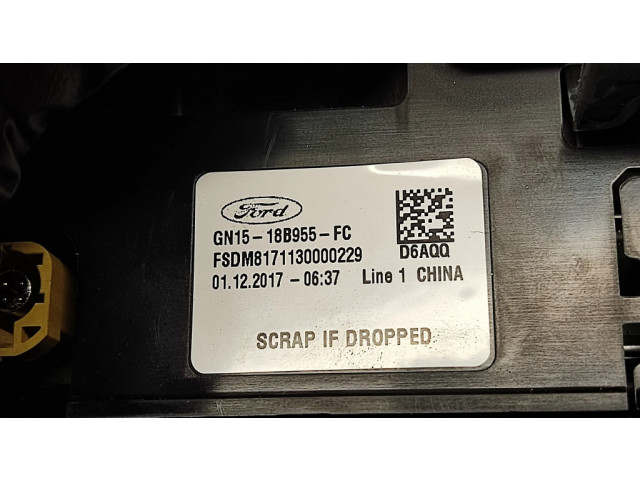 Ford
GN15-18B955-FC
D6AQQ
FSDM8171130000229
01.12.2017 - 06:37 Line 1 CHINA
SCRAP IF DROPPED